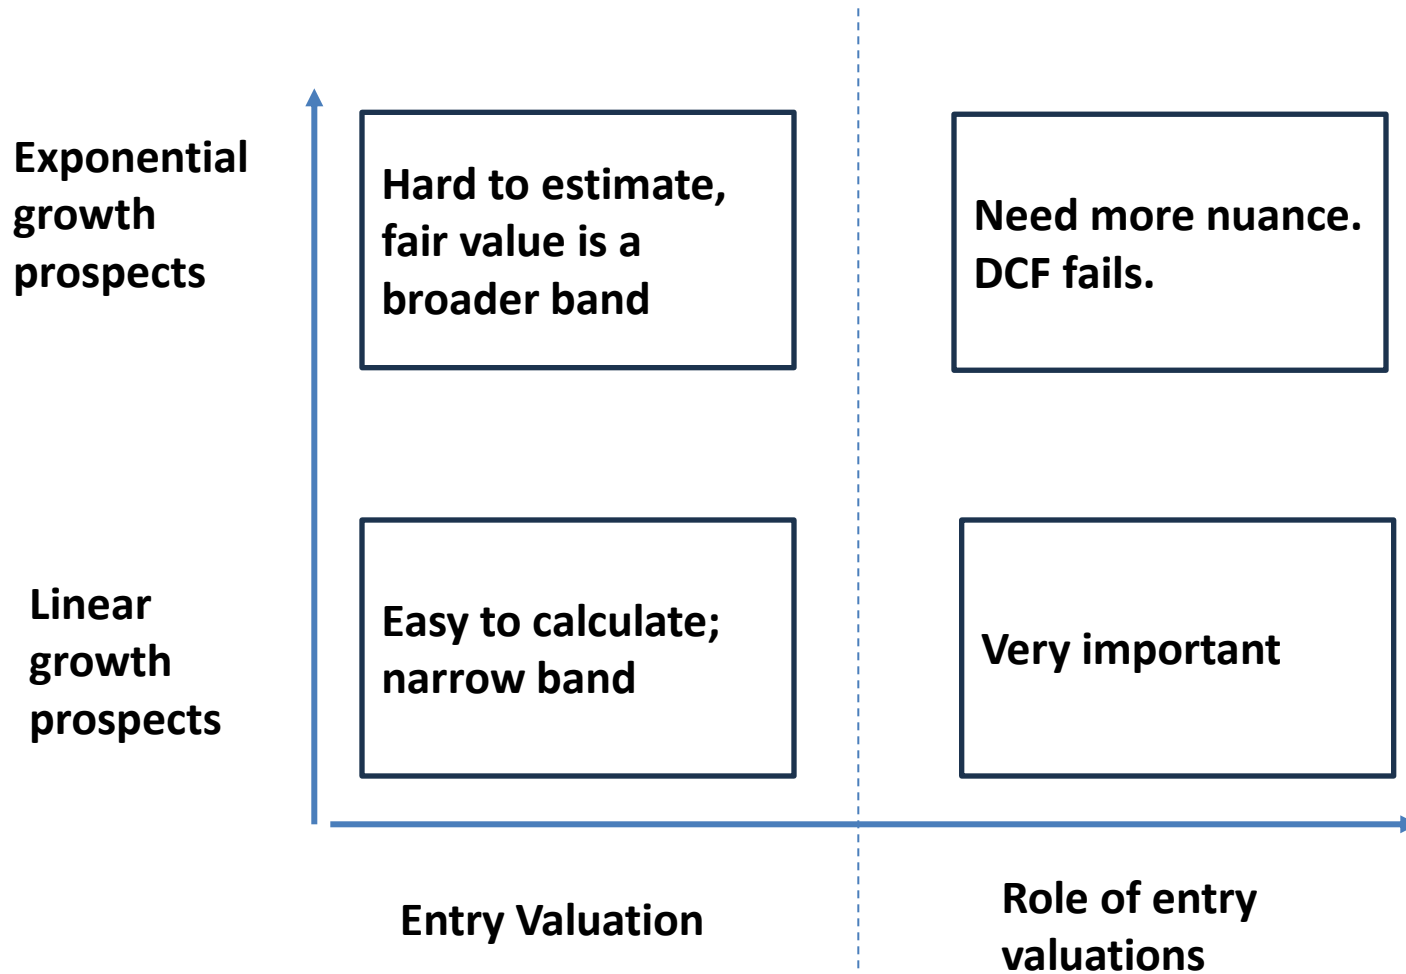 Exponential
growth
prospects
Hard to estimate,
fair value is a
broader band
Need more nuance.
DCF fails.
Linear
growth
prospects
Easy to calculate;
narrow band
Very important
Entry Valuation
Role of entry
valuations